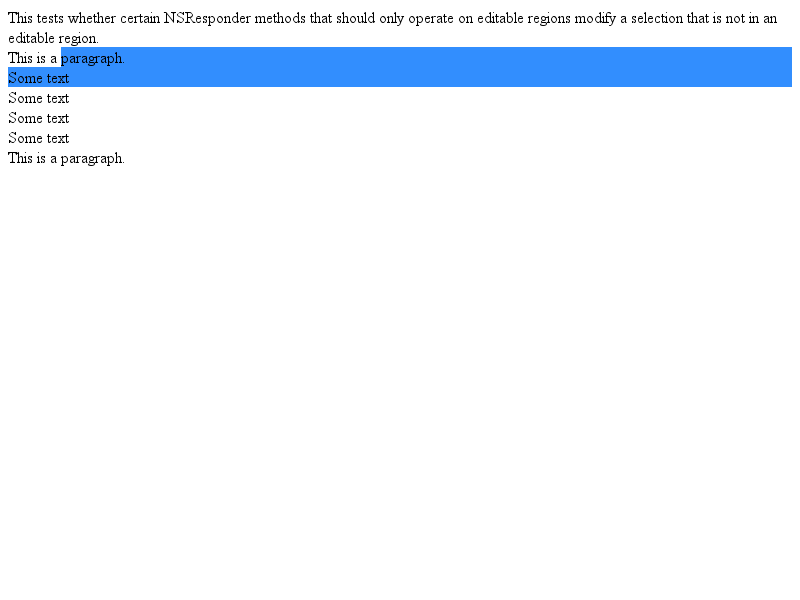 This tests whether certain NSResponder methods that should only operate on editable regions modify a selection that is not in an
editable region.
This is a paragraph.
Some text
Some text
Some text
Some text
This is a paragraph.